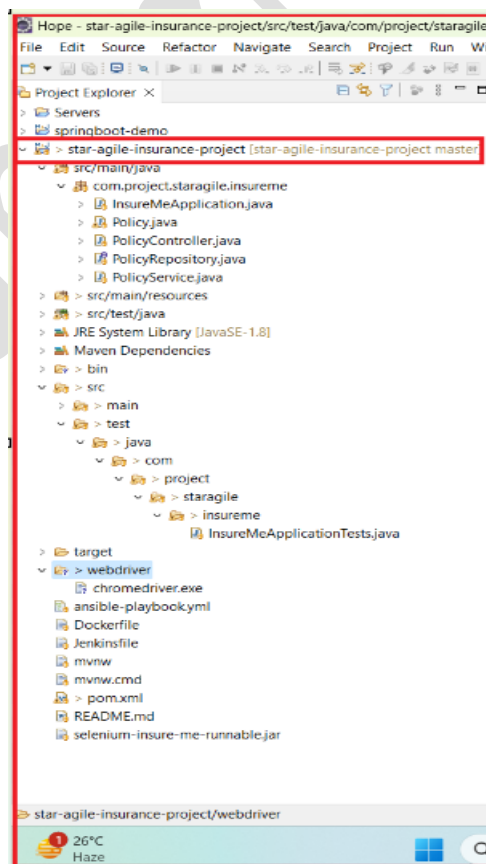 Hope - star-agile-insurance-project/src/test/java/com/project/staragile
File Edit Source Refactor Navigate Search Project Run Wi
Project Explorer ×
> Servers
> springboot-demo
> star-agile-insurance-project [star-agile-insurance-project master]
src/main/java
com.project.staragile.insureme
> InsureMeApplication.java
> Policy.java
> PolicyController.java
> PolicyRepository.java
> PolicyService.java
> > src/main/resources
> > src/test/java
> JRE System Library [JavaSE-1.8]
> Maven Dependencies
> > bin
> src
> > main
> test
> java
> com
> project
> staragile
> insureme
InsureMeApplicationTests.java
> target
> webdriver
chromedriver.exe
ansible-playbook.yml
Dockerfile
Jenkinsfile
mvnw
mvnw.cmd
> pom.xml
README.md
selenium-insure-me-runnable.jar
star-agile-insurance-project/webdriver
1 26°C
Haze